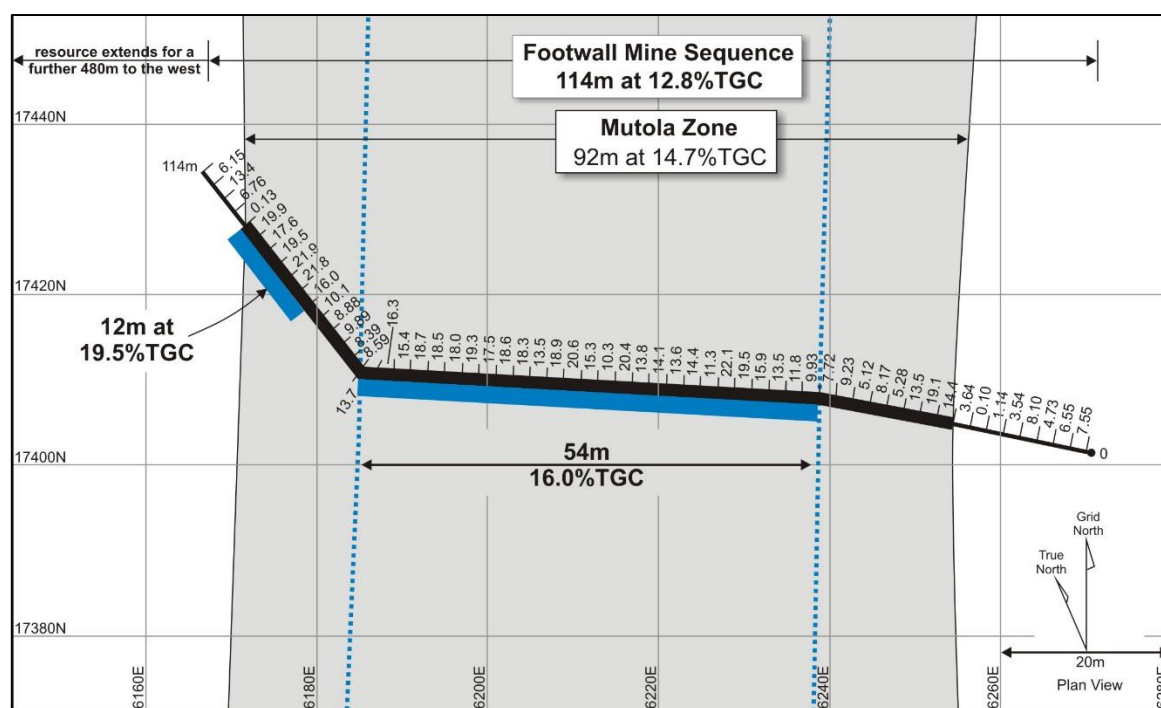 resource extends for a
further 480m to the west
Footwall Mine Sequence
114m at 12.8%TGC
Mutola Zone
92m at 14.7%TGC
17440N
17420N
17400N
17380N
114m
6.15
13.4
6.76
0.13
19.9
17.6
19.5
21.9
21.8
16.0
10.1
8.88
9.89
8.59
13.7
16.3
15.4
18.7
18.5
18.0
19.3
17.5
18.6
18.3
13.5
18.9
20.6
15.3
10.3
20.4
13.8
14.1
13.6
14.4
11.3
22.1
19.5
15.9
13.5
11.8
9.93
7.72
9.23
5.12
8.17
5.28
13.5
19.1
14.4
3.64
0.10
1.14
3.54
8.10
4.73
6.55
7.55
0
12m at
19.5%TGC
54m
16.0%TGC
Grid
North
True
North
20m
Plan View
6160E
6180E
6200E
6220E
6240E
6260E
6280E